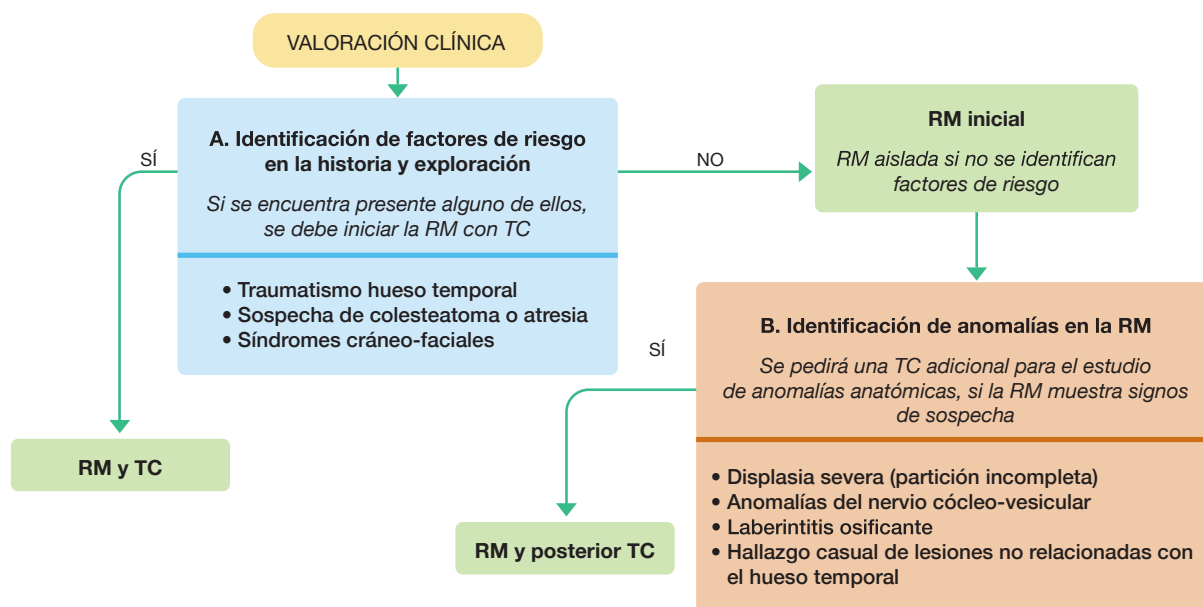 VALORACIÓN CLÍNICA
A. Identificación de factores de riesgo
en la historia y exploración
Si se encuentra presente alguno de ellos,
se debe iniciar la RM con TC
• Traumatismo hueso temporal
• Sospecha de colesteatoma o atresia
• Síndromes cráneo-faciales
SÍ
RM y TC
NO
RM inicial
RM aislada si no se identifican
factores de riesgo
B. Identificación de anomalías en la RM
Se pedirá una TC adicional para el estudio
de anomalías anatómicas, si la RM muestra signos
de sospecha
• Displasia severa (partición incompleta)
• Anomalías del nervio cócleo-vesicular
• Laberintitis osificante
• Hallazgo casual de lesiones no relacionadas con
el hueso temporal
SÍ
RM y posterior TC